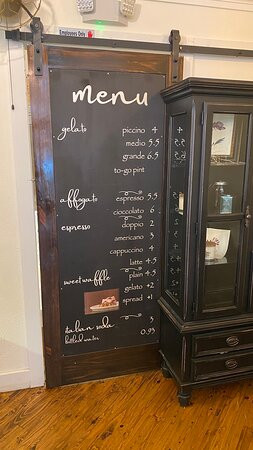 Employees Only
menu
gelato piccino 4
medio 5.5
grande 6.5
to-go pint
affogato espresso 5.5
cioccolato 6
espresso doppio 2
americano 3
cappuccino 4
latte 4.5
sweet waffle plain 4.5
gelato +2
spread +1
italian soda 3
bottled water 0.95